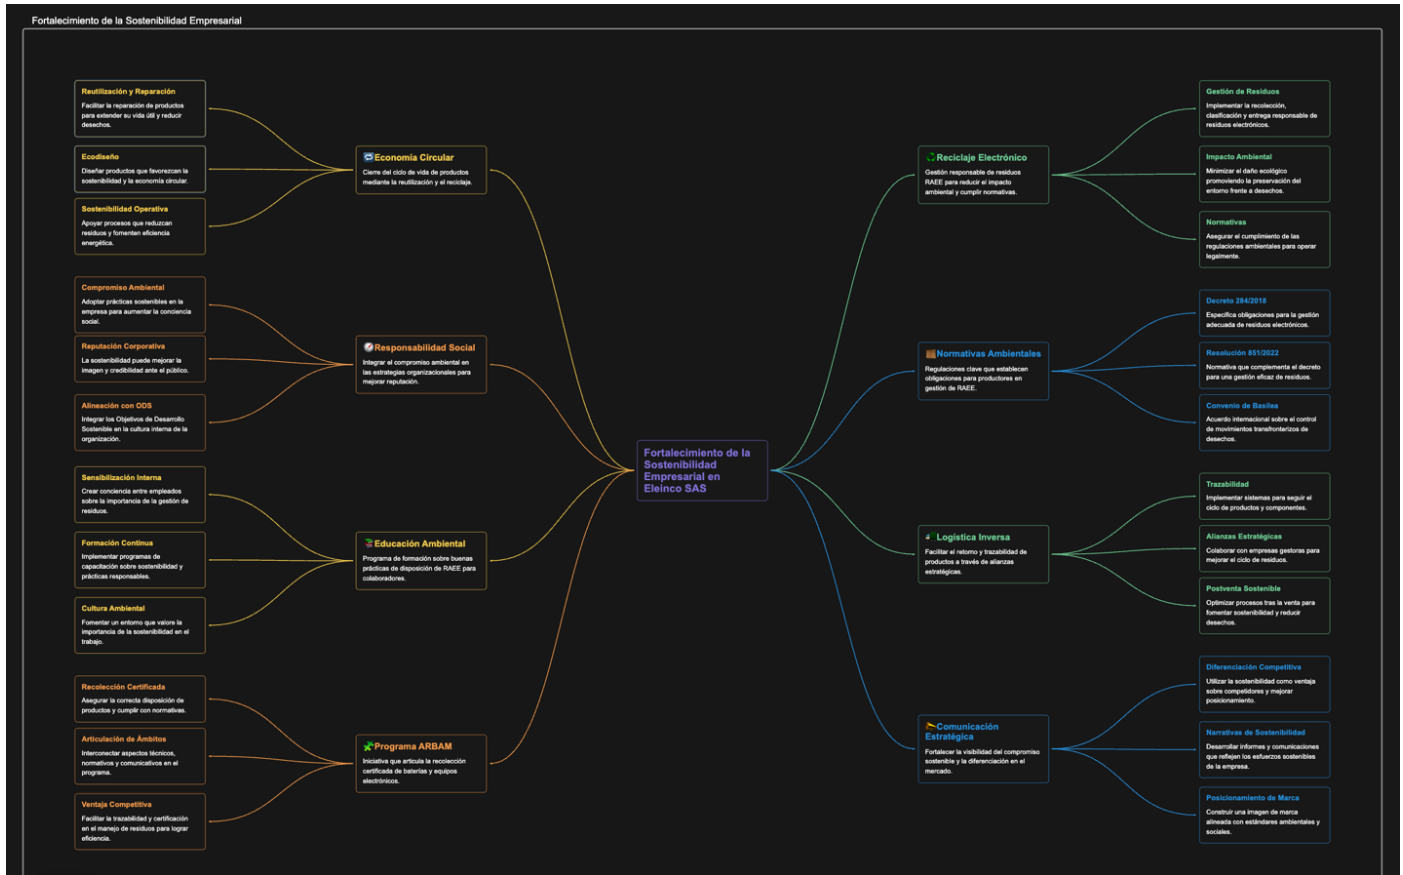 Fortalecimiento de la Sostenibilidad Empresarial
Reutilización y Reparación
Facilitar la reparación de productos
para extender su vida útil y reducir
desechos.
Ecodiseño
Diseñar productos que favorezcan la
sostenibilidad y la economía circular.
Sostenibilidad Operativa
Apoyar procesos que reduzcan
residuos y fomenten eficiencia
energética.
Economía Circular
Cierre del ciclo de vida de productos
mediante la reutilización y el reciclaje.
Compromiso Ambiental
Adoptar prácticas sostenibles en la
empresa para aumentar la conciencia
social.
Reputación Corporativa
La sostenibilidad puede mejorar la
imagen y credibilidad ante el público.
Alineación con ODS
Integrar los Objetivos de Desarrollo
Sostenible en la cultura interna de la
organización.
Responsabilidad Social
Integrar el compromiso ambiental en
las estrategias organizacionales para
mejorar reputación.
Sensibilización Interna
Crear conciencia entre empleados
sobre la importancia de la gestión de
residuos.
Formación Continua
Implementar programas de
capacitación sobre sostenibilidad y
prácticas responsables.
Cultura Ambiental
Fomentar un entorno que valore la
importancia de la sostenibilidad en el
trabajo.
Educación Ambiental
Programa de formación sobre buenas
prácticas de disposición de RAEE para
colaboradores.
Recolección Certificada
Asegurar la correcta disposición de
productos y cumplir con normativas.
Articulación de Ámbitos
Interconectar aspectos técnicos,
normativos y comunicativos en el
programa.
Ventaja Competitiva
Facilitar la trazabilidad y certificación
en el manejo de residuos para lograr
eficiencia.
Programa ARBAM
Iniciativa que articula la recolección
certificada de baterías y equipos
electrónicos.
Fortalecimiento de la
Sostenibilidad
Empresarial en
Eleinco SAS
Reciclaje Electrónico
Gestión responsable de residuos
RAEE para reducir el impacto
ambiental y cumplir normativas.
Gestión de Residuos
Implementar la recolección,
clasificación y entrega responsable de
residuos electrónicos.
Impacto Ambiental
Minimizar el daño ecológico
promoviendo la preservación del
entorno frente a desechos.
Normativas
Asegurar el cumplimiento de las
regulaciones ambientales para operar
legalmente.
Normativas Ambientales
Regulaciones clave que establecen
obligaciones para productores en
gestión de RAEE.
Decreto 284/2018
Especifica obligaciones para la gestión
adecuada de residuos electrónicos.
Resolución 851/2022
Normativa que complementa el decreto
para una gestión eficaz de residuos.
Convenio de Basilea
Acuerdo internacional sobre el control
de movimientos transfronterizos de
desechos.
Logística Inversa
Facilitar el retorno y trazabilidad de
productos a través de alianzas
estratégicas.
Trazabilidad
Implementar sistemas para seguir el
ciclo de productos y componentes.
Alianzas Estratégicas
Colaborar con empresas gestoras para
mejorar el ciclo de residuos.
Postventa Sostenible
Optimizar procesos tras la venta para
fomentar sostenibilidad y reducir
desechos.
Comunicación
Estratégica
Fortalecer la visibilidad del compromiso
sostenible y la diferenciación en el
mercado.
Diferenciación Competitiva
Utilizar la sostenibilidad como ventaja
sobre competidores y mejorar
posicionamiento.
Narrativas de Sostenibilidad
Desarrollar informes y comunicaciones
que reflejen los esfuerzos sostenibles
de la empresa.
Posicionamiento de Marca
Construir una imagen de marca
alineada con estándares ambientales y
sociales.